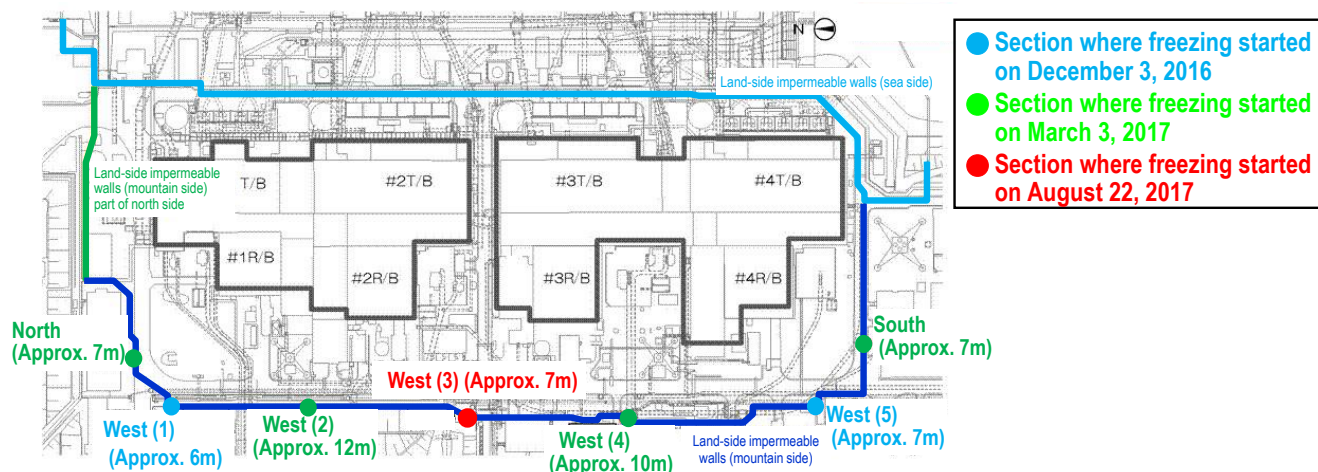 N
Section where freezing started
on December 3, 2016
Section where freezing started
on March 3, 2017
Section where freezing started
on August 22, 2017
Land-side impermeable walls (sea side)
Land-side impermeable
walls (mountain side)
part of north side
T/B
#2T/B
#3T/B
#4T/B
#1R/B
#2R/B
#3R/B
#4R/B
North
(Approx. 7m)
South
(Approx. 7m)
West (3) (Approx. 7m)
West (1)
(Approx. 6m)
West (2)
(Approx. 12m)
West (4)
(Approx. 10m)
Land-side impermeable
walls (mountain side)
West (5)
(Approx. 7m)